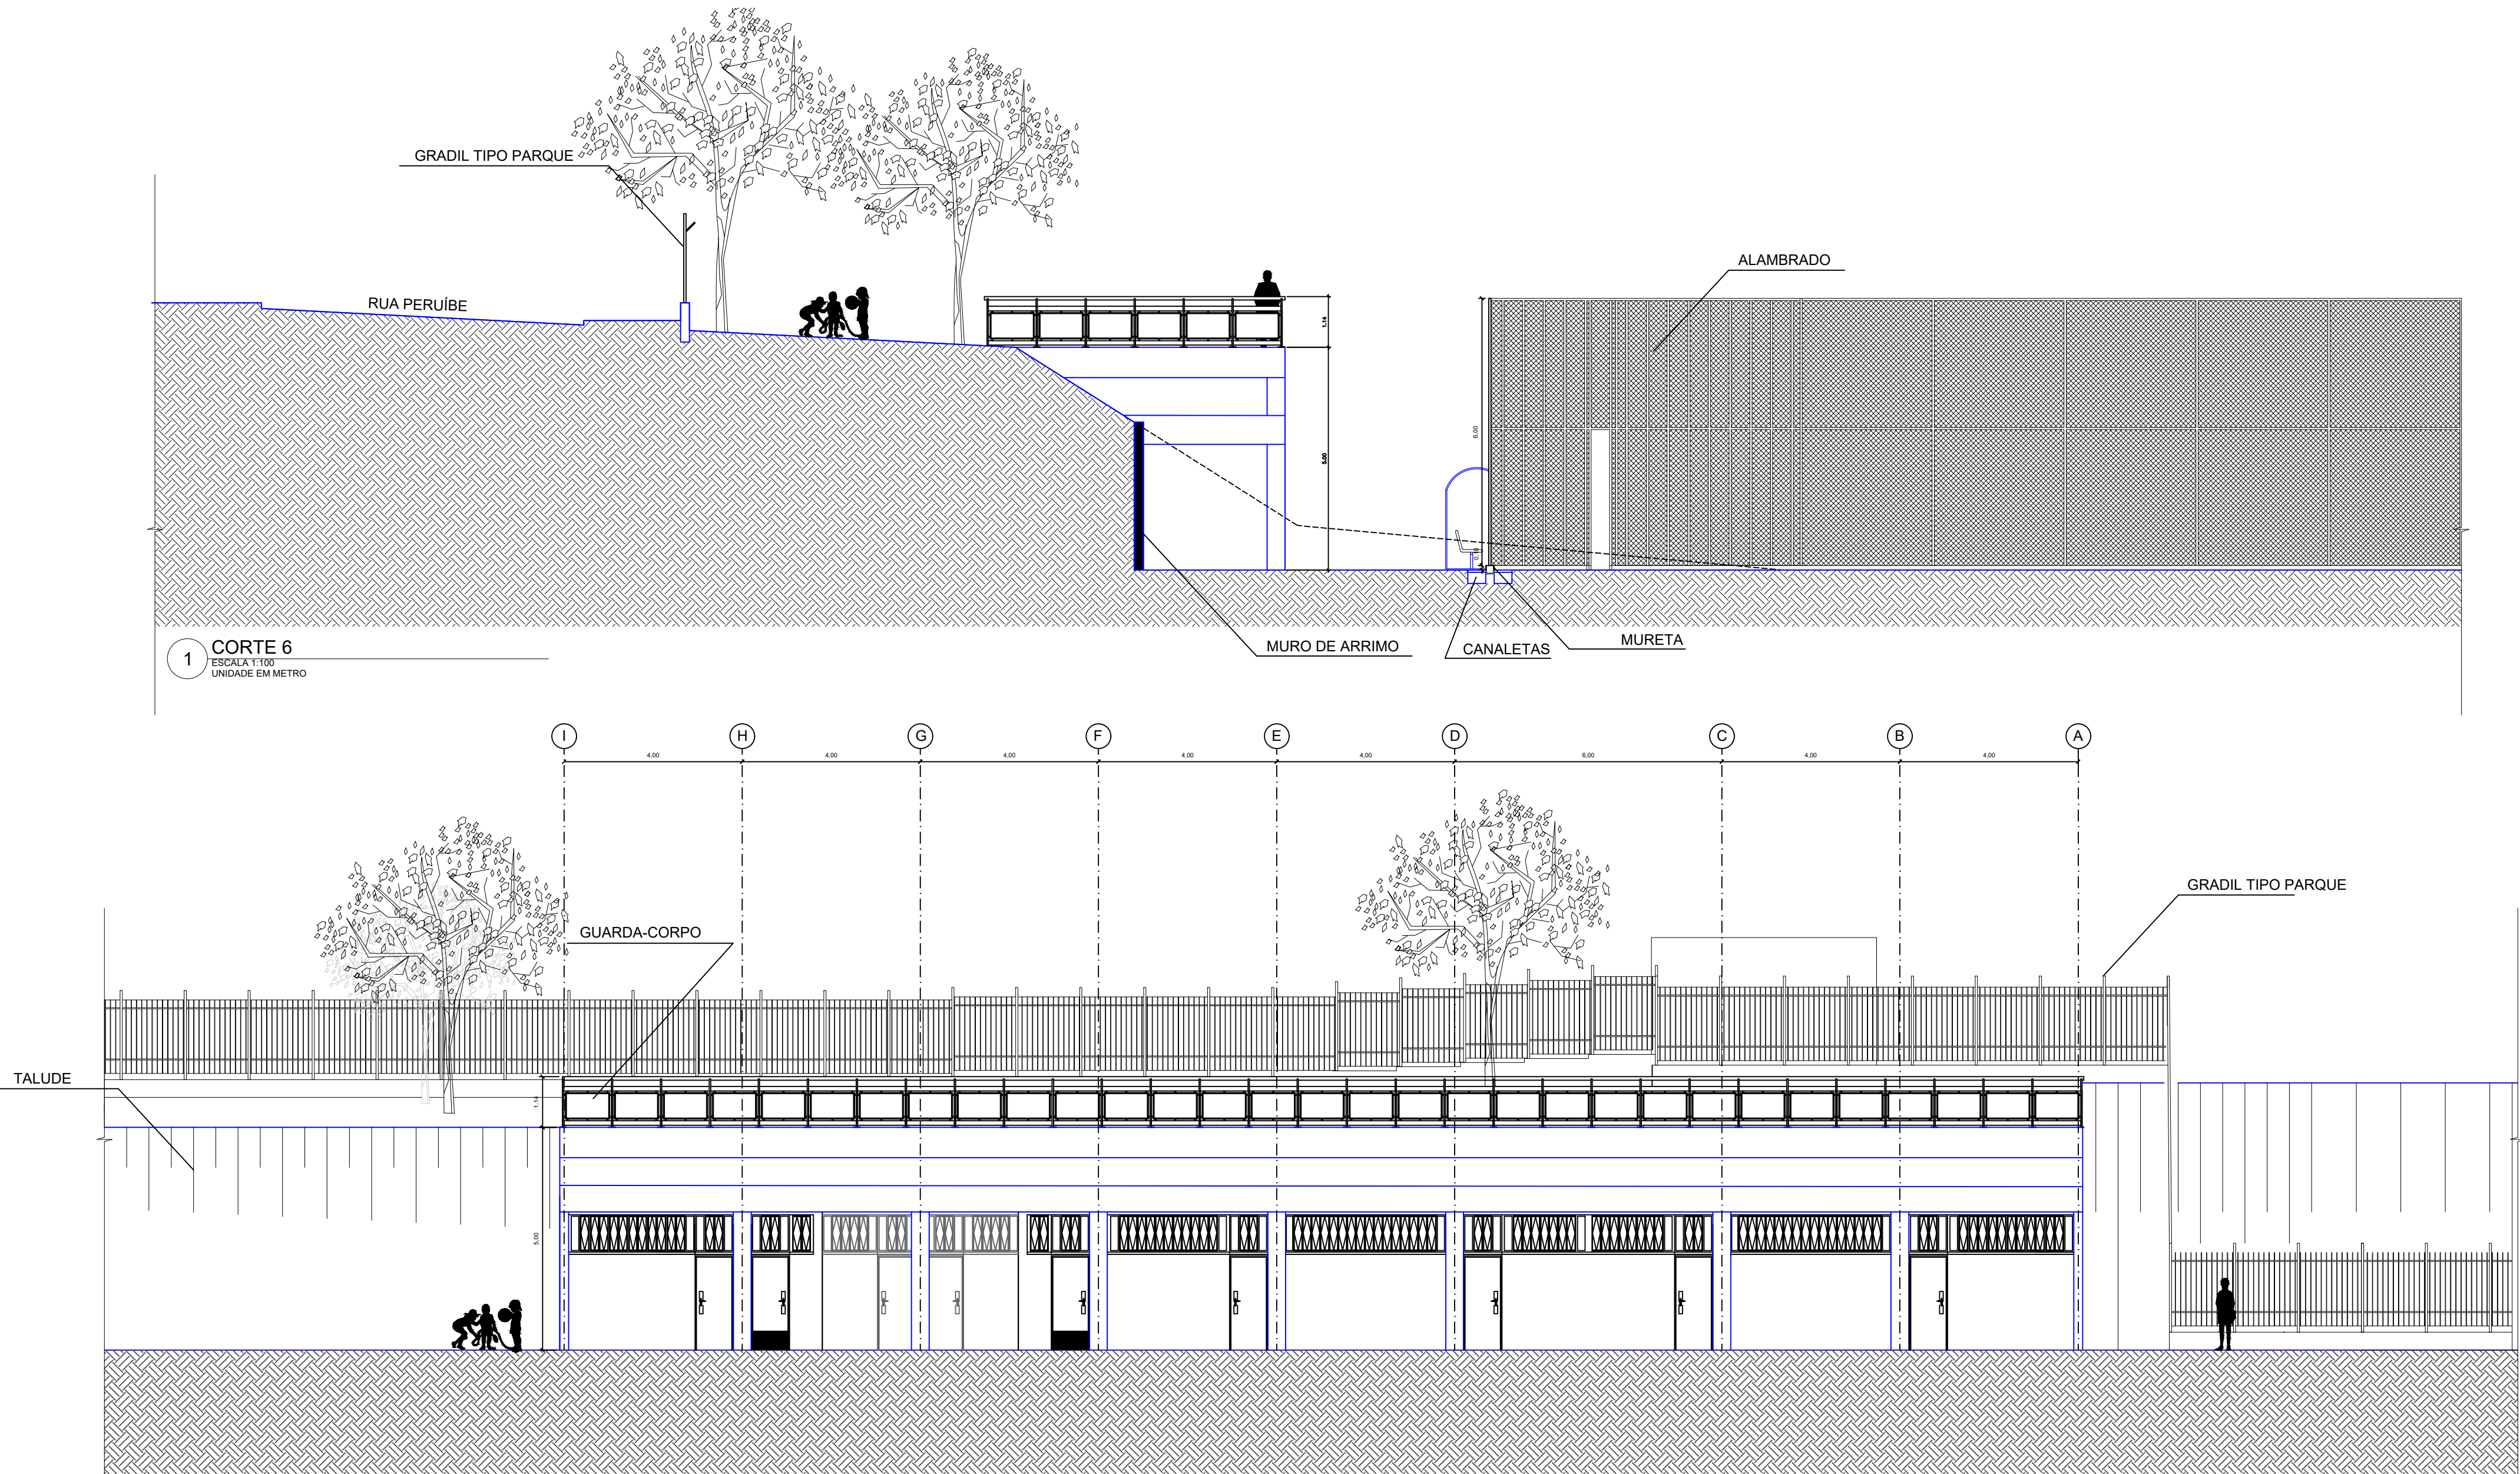 GRADIL TIPO PARQUE
ALAMBRADO
RUA PERUÍBE
1,14
6,00
5,00
0,10
MURO DE ARRIMO
CANALETAS
MURETA
1
CORTE 6
ESCALA 1:100
UNIDADE EM METRO
I H G F E D C B A
4,00 4,00 4,00 4,00 4,00 6,00 4,00 4,00
GRADIL TIPO PARQUE
GUARDA-CORPO
TALUDE
1,14
5,00